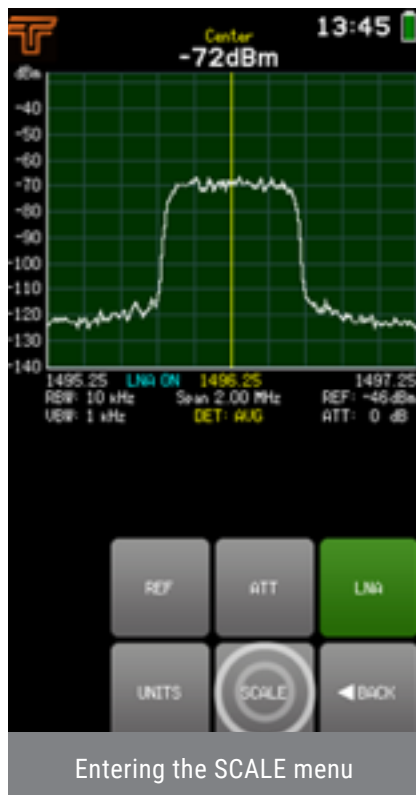 13:45
Center
-72dBm
dBm
-40
-50
-60
-70
-80
-90
-100
-110
-120
-130
-140
1495.25 LNA ON 1496.25 1497.25
RBW: 10 kHz Span 2.00 MHz REF: -46dBm
VBW: 1 kHz DET: AVG ATT: 0 dB
REF ATT LNA
UNITS SCALE ◀BACK
Entering the SCALE menu